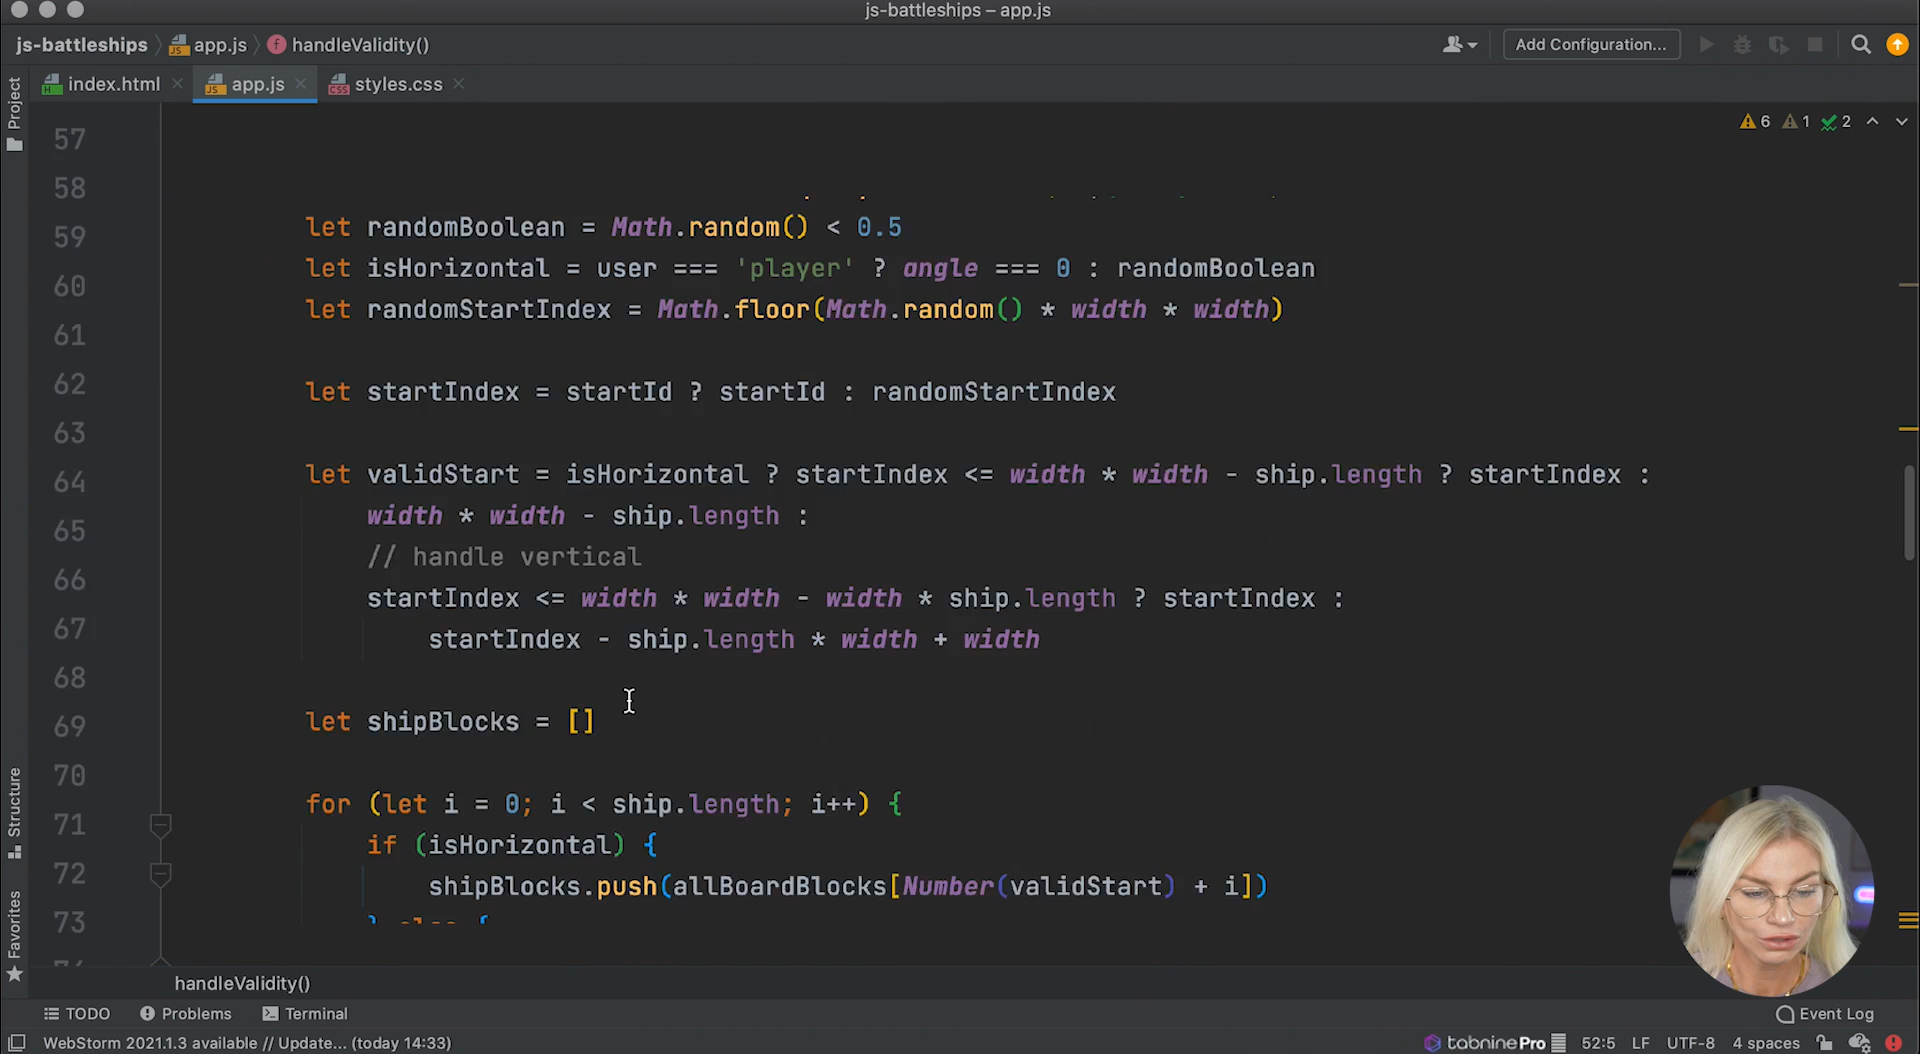 js-battleships – app.js
js-battleships app.js handleValidity()
Add Configuration...
index.html app.js styles.css
Project
6 1 2
57
58
59 let randomBoolean = Math.random() < 0.5
60 let isHorizontal = user === 'player' ? angle === 0 : randomBoolean
61 let randomStartIndex = Math.floor(Math.random() * width * width)
62 let startIndex = startId ? startId : randomStartIndex
63
64 let validStart = isHorizontal ? startIndex <= width * width - ship.length ? startIndex :
65 width * width - ship.length :
66 // handle vertical
startIndex <= width * width - width * ship.length ? startIndex :
67 startIndex - ship.length * width + width
68
69 let shipBlocks = []
70
71 for (let i = 0; i < ship.length; i++) {
72 if (isHorizontal) {
shipBlocks.push(allBoardBlocks[Number(validStart) + i])
73 } else {
Structure
Favorites
handleValidity()
TODO Problems Terminal Event Log
WebStorm 2021.1.3 available // Update... (today 14:33) tabninePro 52:5 LF UTF-8 4 spaces